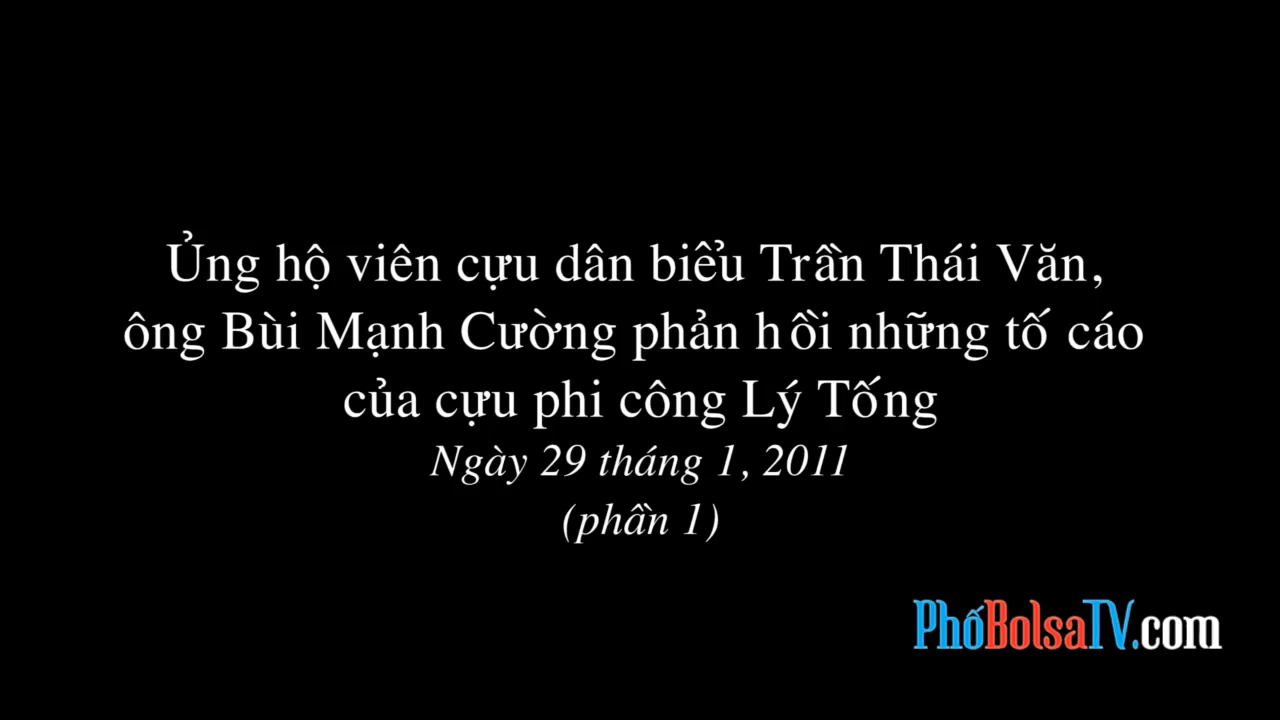 Ủng hộ viên cựu dân biểu Trần Thái Văn,
ông Bùi Mạnh Cường phản hồi những tố cáo
của cựu phi công Lý Tống
Ngày 29 tháng 1, 2011
(phần 1)
PhốBolsaTV.com